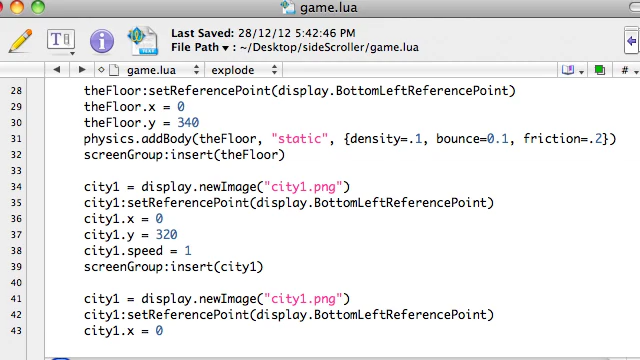 game.lua
Last Saved: 28/12/12 5:42:46 PM
File Path ▾ : ~/Desktop/sideScroller/game.lua
game.lua explode #
28 theFloor:setReferencePoint(display.BottomLeftReferencePoint)
29 theFloor.x = 0
30 theFloor.y = 340
31 physics.addBody(theFloor, "static", {density=.1, bounce=0.1, friction=.2})
32 screenGroup:insert(theFloor)
33
34 city1 = display.newImage("city1.png")
35 city1:setReferencePoint(display.BottomLeftReferencePoint)
36 city1.x = 0
37 city1.y = 320
38 city1.speed = 1
39 screenGroup:insert(city1)
40
41 city1 = display.newImage("city1.png")
42 city1:setReferencePoint(display.BottomLeftReferencePoint)
43 city1.x = 0